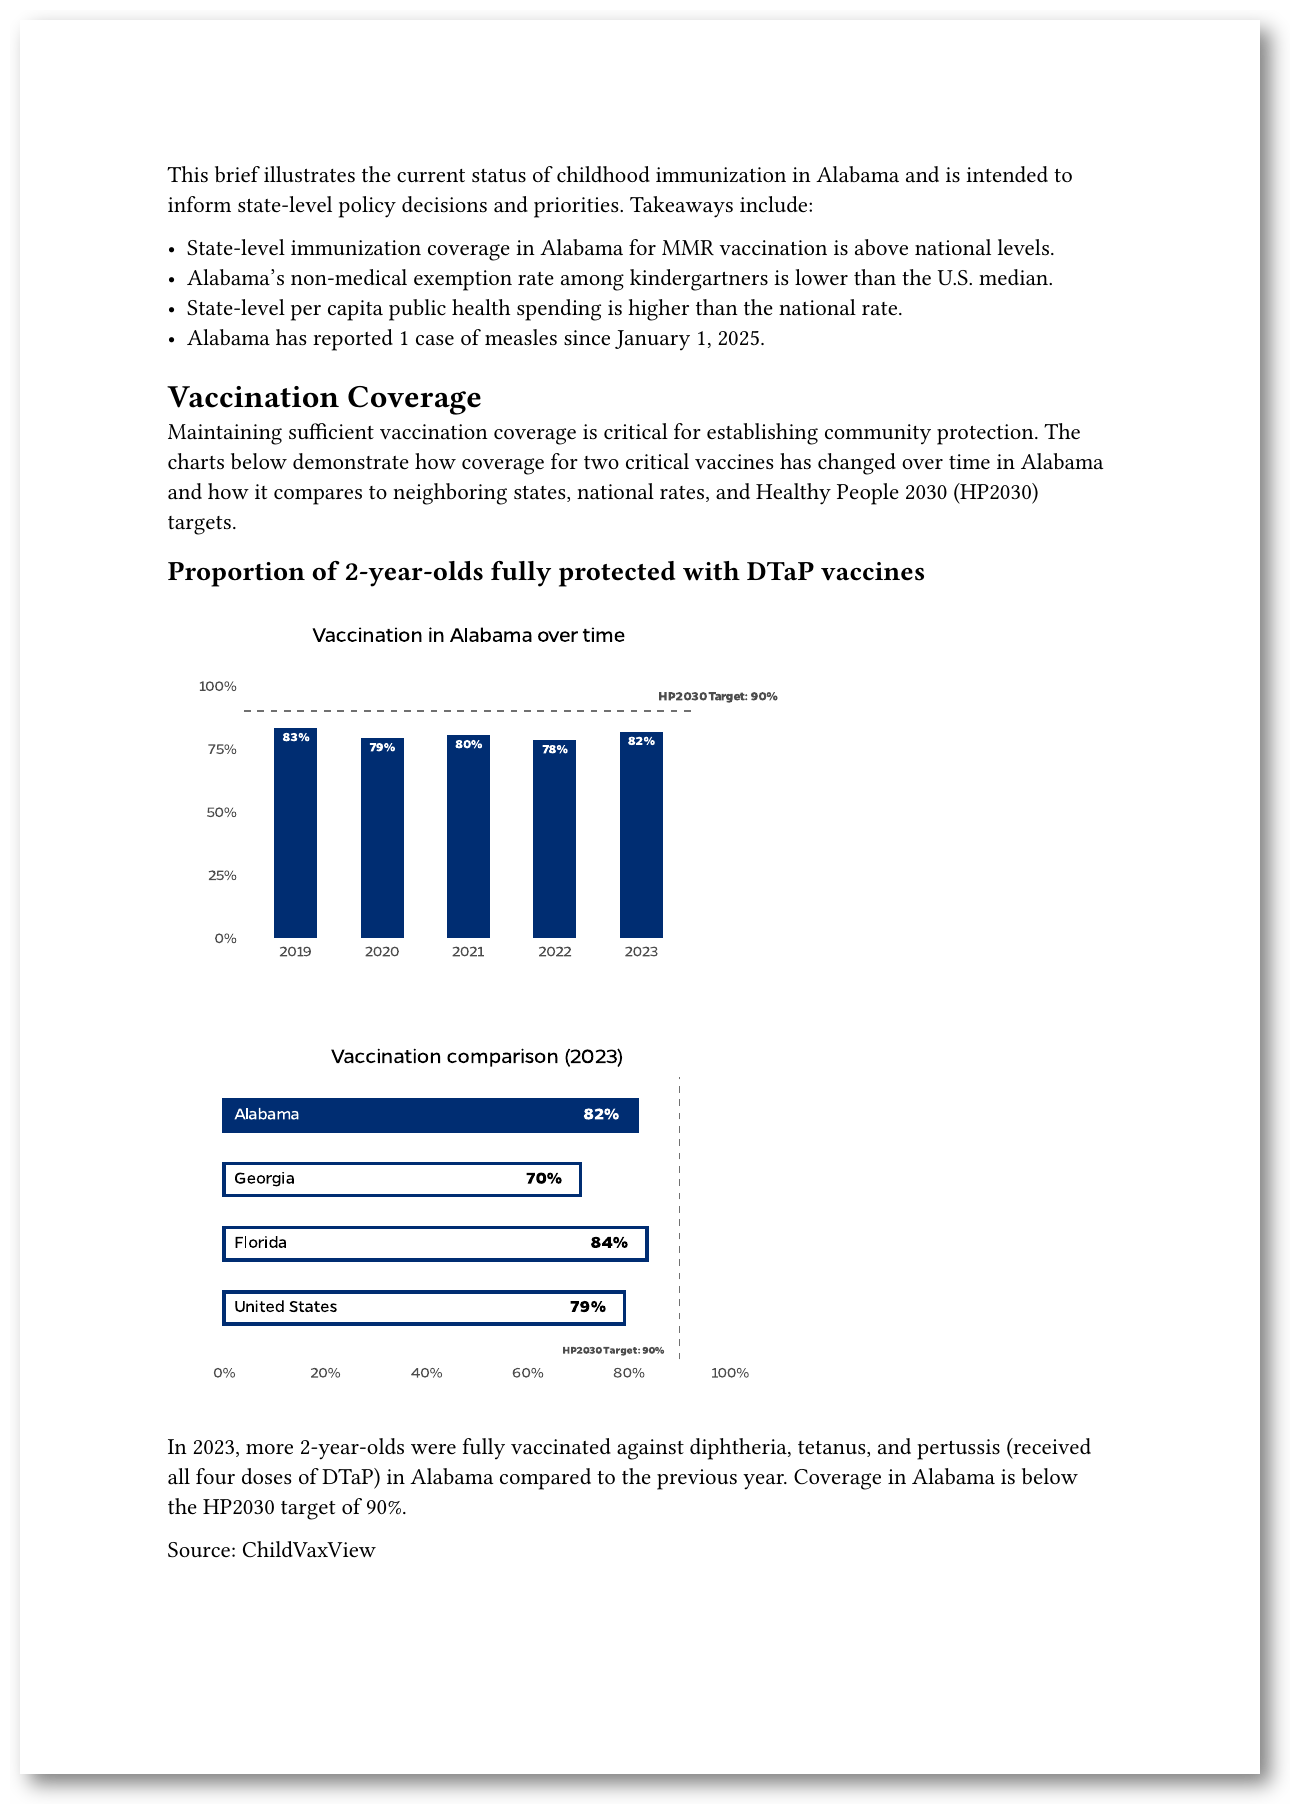 This brief illustrates the current status of childhood immunization in Alabama and is intended to
inform state-level policy decisions and priorities. Takeaways include:
• State-level immunization coverage in Alabama for MMR vaccination is above national levels.
• Alabama's non-medical exemption rate among kindergartners is lower than the U.S. median.
• State-level per capita public health spending is higher than the national rate.
• Alabama has reported 1 case of measles since January 1, 2025.
Vaccination Coverage
Maintaining sufficient vaccination coverage is critical for establishing community protection. The
charts below demonstrate how coverage for two critical vaccines has changed over time in Alabama
and how it compares to neighboring states, national rates, and Healthy People 2030 (HP2030)
targets.
Proportion of 2-year-olds fully protected with DTaP vaccines
Vaccination in Alabama over time
100%
HP2030 Target: 90%
83%
79%
80%
78%
82%
75%
50%
25%
0%
2019 2020 2021 2022 2023
Vaccination comparison (2023)
Alabama 82%
Georgia 70%
Florida 84%
United States 79%
HP2030 Target: 90%
0% 20% 40% 60% 80% 100%
In 2023, more 2-year-olds were fully vaccinated against diphtheria, tetanus, and pertussis (received
all four doses of DTaP) in Alabama compared to the previous year. Coverage in Alabama is below
the HP2030 target of 90%.
Source: ChildVaxView